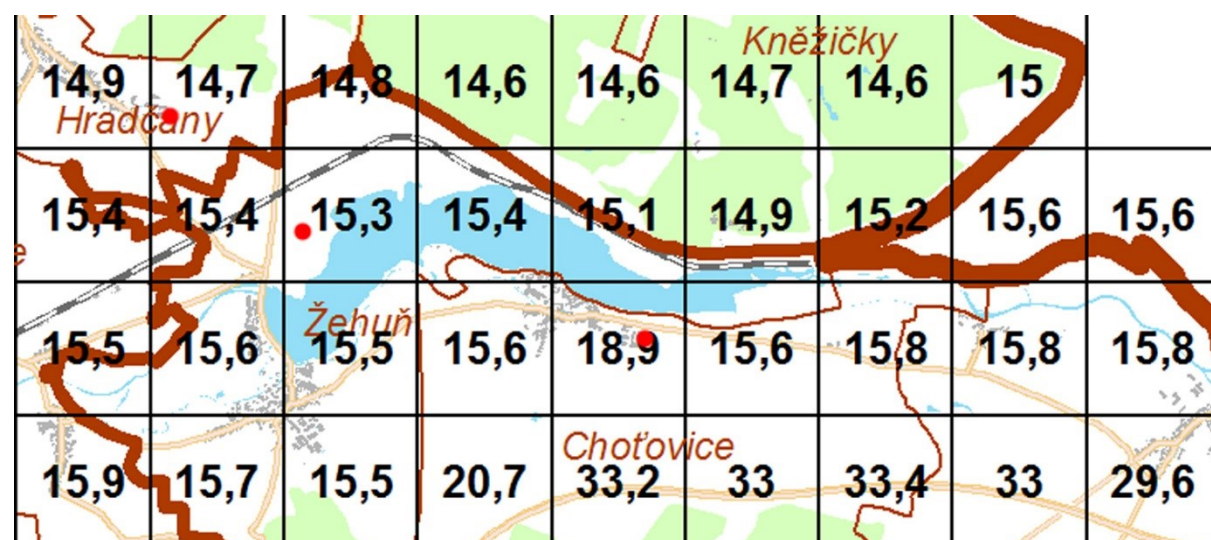 Kněžičky
14,9 14,7 14,8 14,6 14,6 14,7 14,6 15
Hradčany
15,4 15,4 15,3 15,4 15,1 14,9 15,2 15,6 15,6
e
Žehuň
15,5 15,6 15,5 15,6 18,9 15,6 15,8 15,8 15,8
Choťovice
15,9 15,7 15,5 20,7 33,2 33 33,4 33 29,6